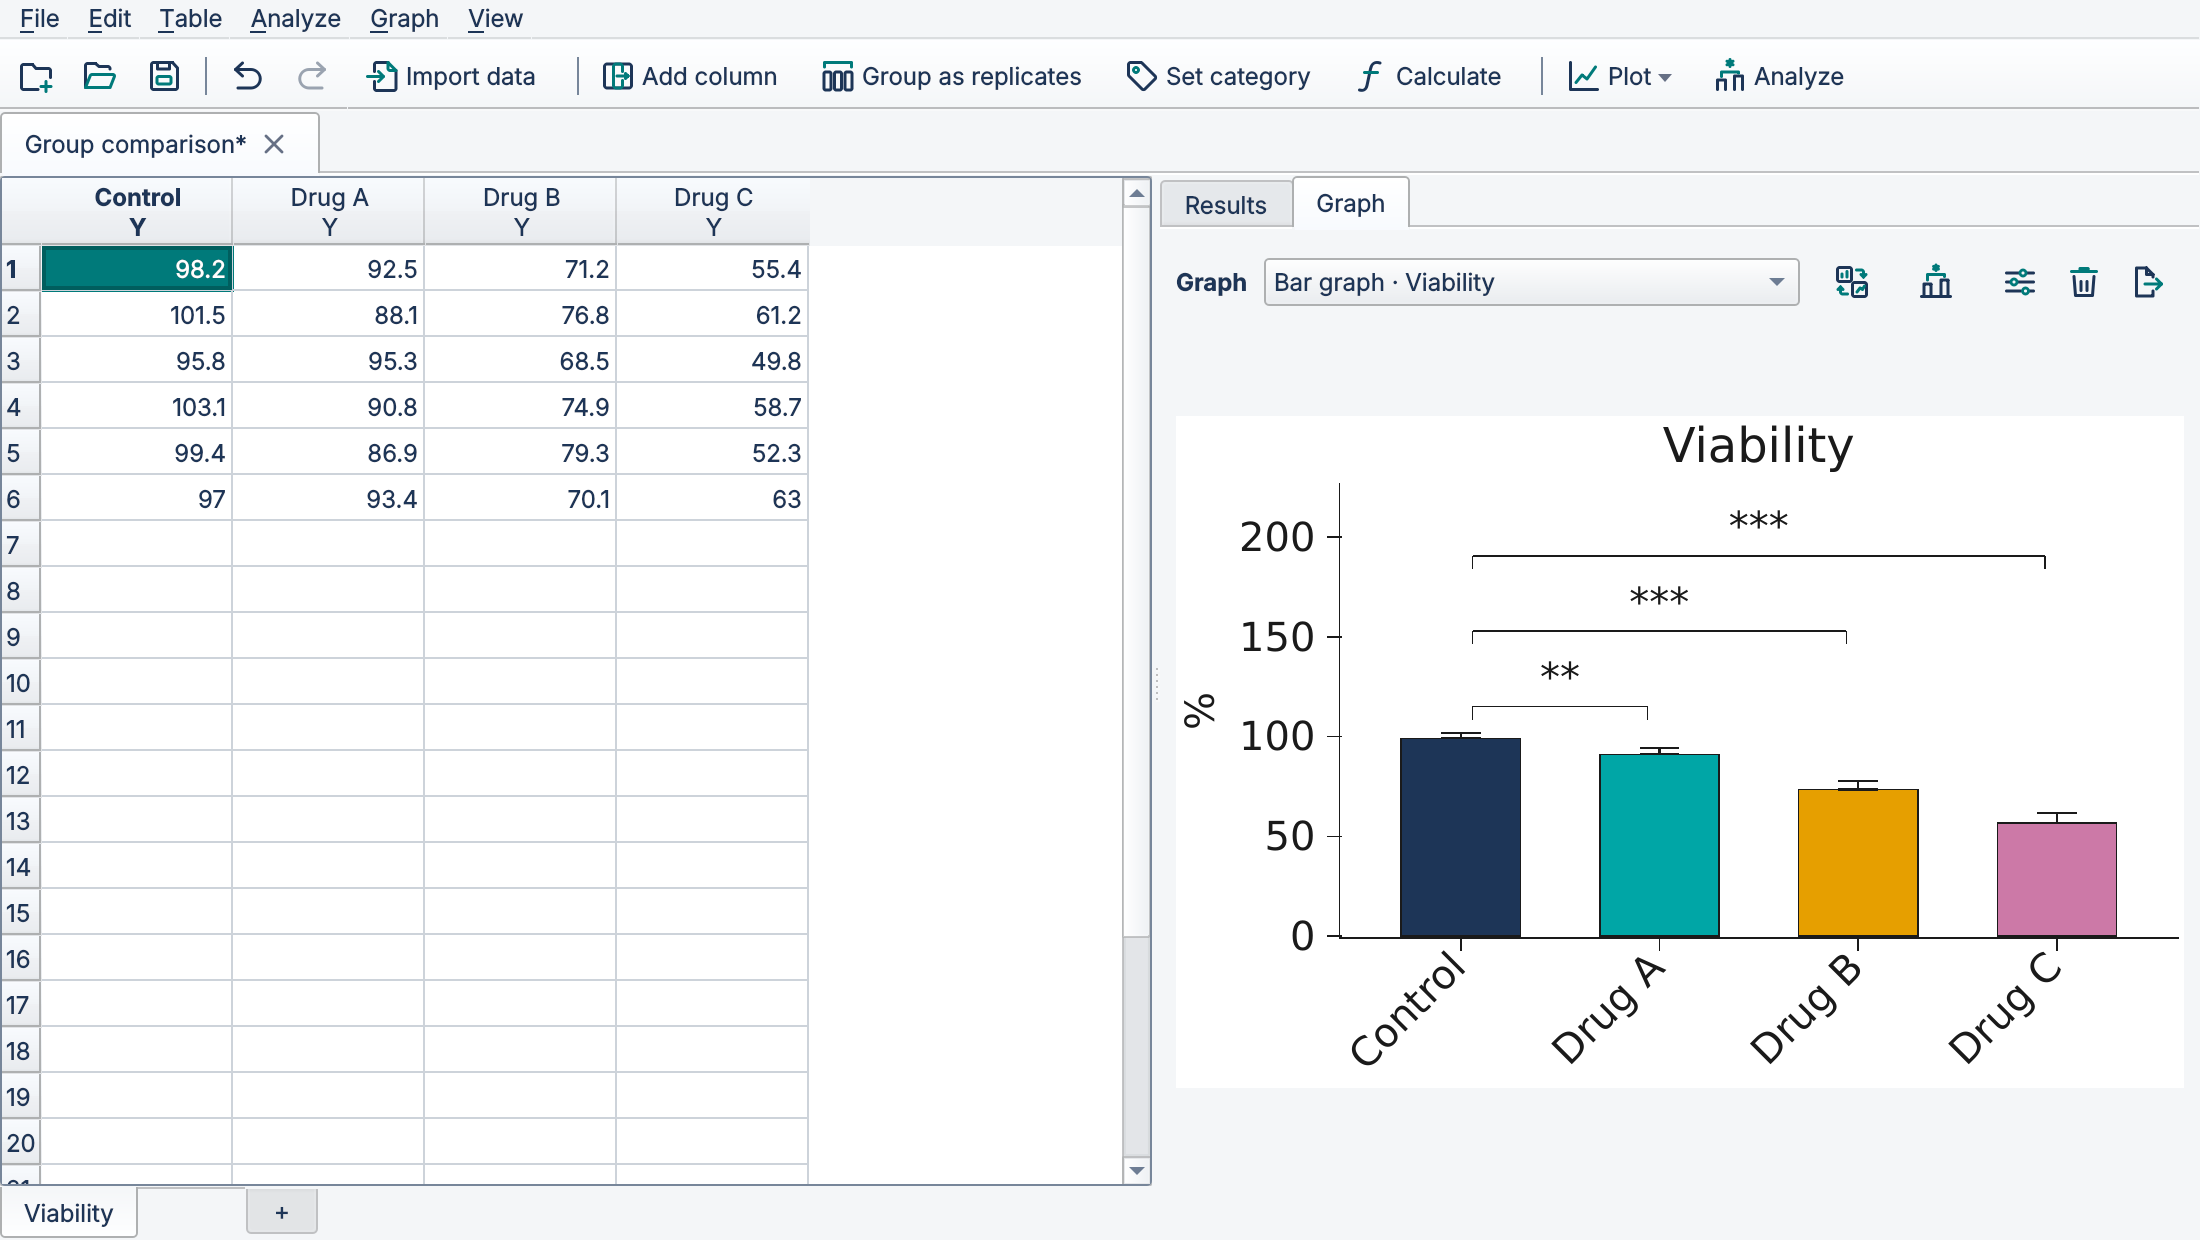 File Edit Table Analyze Graph View
Import data Add column Group as replicates Set category Calculate Plot Analyze
Group comparison*
Control Drug A Drug B Drug C
Y Y Y Y
1 98.2 92.5 71.2 55.4
2 101.5 88.1 76.8 61.2
3 95.8 95.3 68.5 49.8
4 103.1 90.8 74.9 58.7
5 99.4 86.9 79.3 52.3
6 97 93.4 70.1 63
7
8
9
10
11
12
13
14
15
16
17
18
19
20
Viability +
Results Graph
Graph Bar graph · Viability
Viability
***
200
***
150
**
%
100
50
0
Control Drug A Drug B Drug C